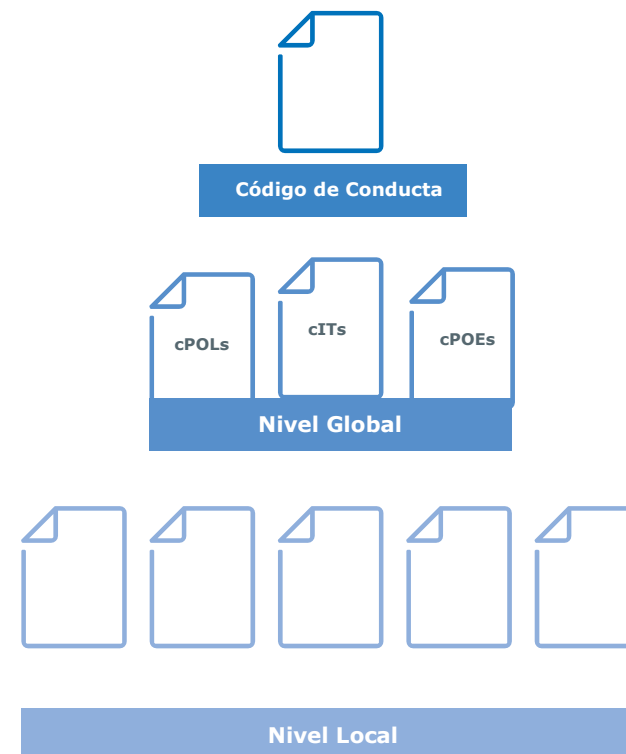 Código de Conducta
cPOLs
cITs
cPOEs
Nivel Global
Nivel Local